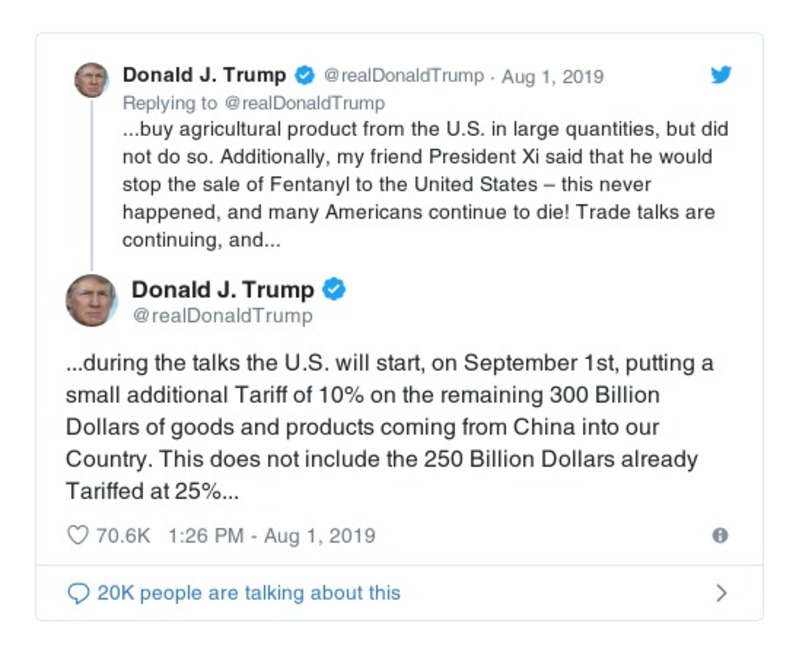 Donald J. Trump @realDonaldTrump · Aug 1, 2019
Replying to @realDonaldTrump
...buy agricultural product from the U.S. in large quantities, but did
not do so. Additionally, my friend President Xi said that he would
stop the sale of Fentanyl to the United States – this never
happened, and many Americans continue to die! Trade talks are
continuing, and...
Donald J. Trump
@realDonaldTrump
...during the talks the U.S. will start, on September 1st, putting a
small additional Tariff of 10% on the remaining 300 Billion
Dollars of goods and products coming from China into our
Country. This does not include the 250 Billion Dollars already
Tariffed at 25%...
70.6K 1:26 PM - Aug 1, 2019
20K people are talking about this